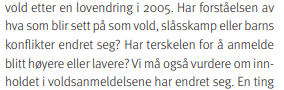 vold etter en lovendring i 2005. Har forståelsen av
hva som blir sett på som vold, slåsskamp eller barns
konflikter endret seg? Har terskelen for å anmelde
blitt høyere eller lavere? Vi må også vurdere om inn-
holdet i voldsanmeldelsene har endret seg. En ting